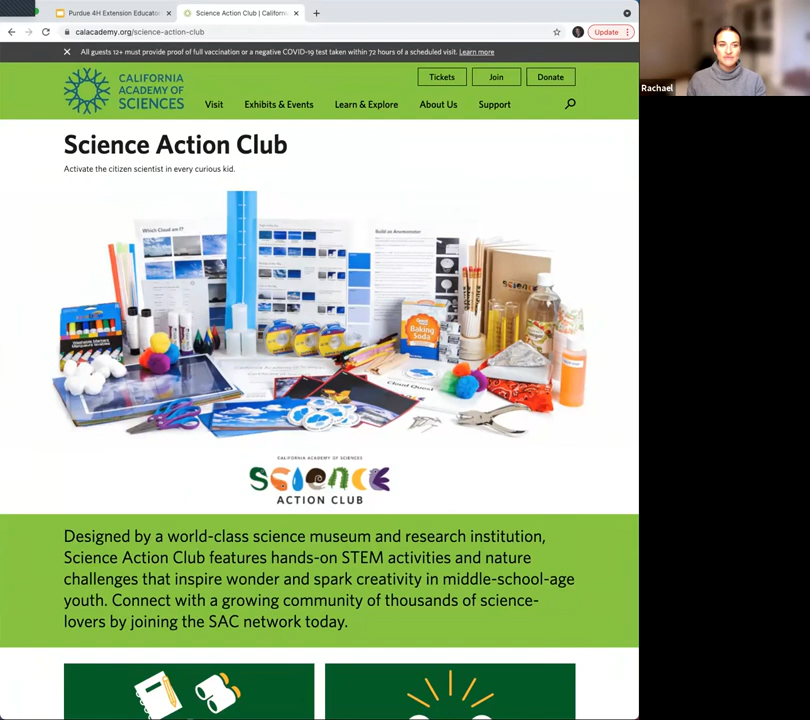 Purdue 4H Extension Educator
Science Action Club | Californi
calacademy.org/science-action-club
Update
All guests 12+ must provide proof of full vaccination or a negative COVID-19 test taken within 72 hours of a scheduled visit. Learn more
CALIFORNIA
ACADEMY OF
SCIENCES
Tickets
Join
Donate
Visit
Exhibits & Events
Learn & Explore
About Us
Support
Rachael
Science Action Club
Activate the citizen scientist in every curious kid.
Which Cloud am I?
Build an Anemometer
Baking
Soda
Cloud Quest
CALIFORNIA ACADEMY OF SCIENCES
SCIENCE
ACTION CLUB
Designed by a world-class science museum and research institution,
Science Action Club features hands-on STEM activities and nature
challenges that inspire wonder and spark creativity in middle-school-age
youth. Connect with a growing community of thousands of science-
lovers by joining the SAC network today.